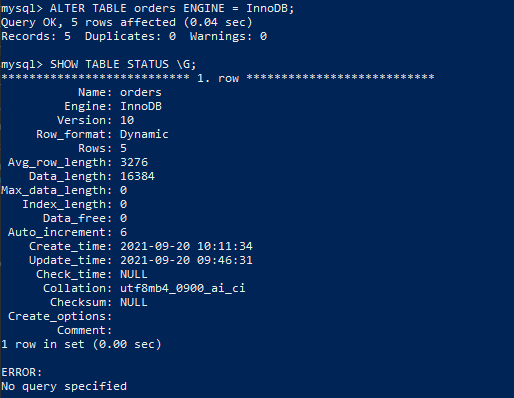 mysql> ALTER TABLE orders ENGINE = InnoDB;
Query OK, 5 rows affected (0.04 sec)
Records: 5  Duplicates: 0  Warnings: 0

mysql> SHOW TABLE STATUS \G;
*************************** 1. row ***************************
           Name: orders
         Engine: InnoDB
        Version: 10
     Row_format: Dynamic
           Rows: 5
 Avg_row_length: 3276
    Data_length: 16384
Max_data_length: 0
   Index_length: 0
      Data_free: 0
 Auto_increment: 6
    Create_time: 2021-09-20 10:11:34
    Update_time: 2021-09-20 09:46:31
     Check_time: NULL
      Collation: utf8mb4_0900_ai_ci
       Checksum: NULL
 Create_options:
        Comment:
1 row in set (0.00 sec)

ERROR:
No query specified